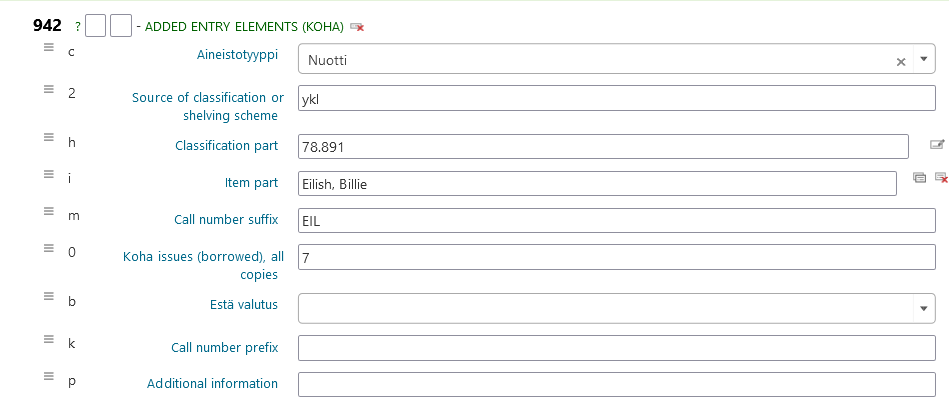 942 ? - ADDED ENTRY ELEMENTS (KOHA)
c Aineistotyyppi Nuotti
2 Source of classification or shelving scheme ykl
h Classification part 78.891
i Item part Eilish, Billie
m Call number suffix EIL
0 Koha issues (borrowed), all copies 7
b Estä valutus
k Call number prefix
p Additional information